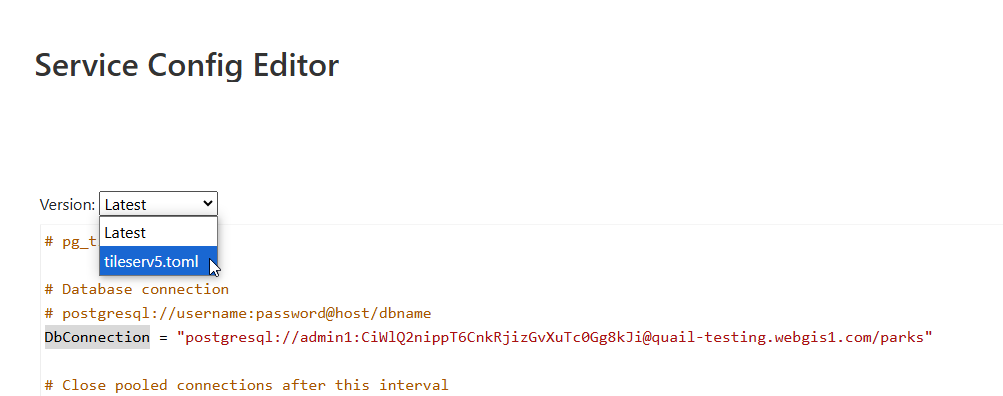 Service Config Editor
Version: Latest
Latest
tileserv5.toml
# pg_t
# Database connection
# postgresql://username:password@host/dbname
DbConnection = "postgresql://admin1:CiWlQ2nippT6CnkRjizGvXuTc0Gg8kJi@quail-testing.webgis1.com/parks"
# Close pooled connections after this interval